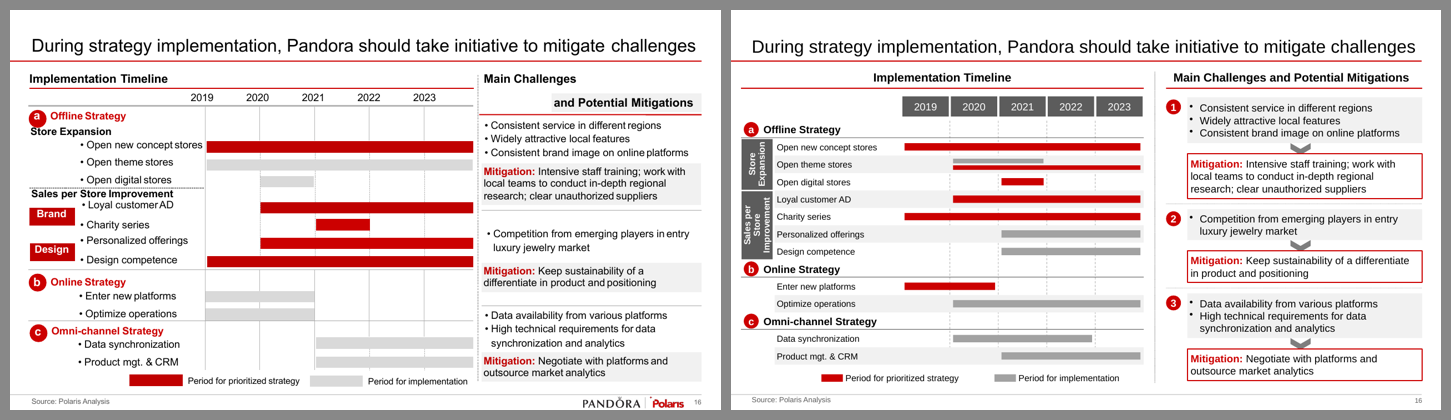 During strategy implementation, Pandora should take initiative to mitigate challenges
Implementation Timeline
2019 2020 2021 2022 2023
a Offline Strategy
Store Expansion
• Open new concept stores
• Open theme stores
• Open digital stores
Sales per Store Improvement
Brand
• Loyal customer AD
• Charity series
Design
• Personalized offerings
• Design competence
b Online Strategy
• Enter new platforms
• Optimize operations
c Omni-channel Strategy
• Data synchronization
• Product mgt. & CRM
Period for prioritized strategy Period for implementation
Main Challenges
and Potential Mitigations
• Consistent service in different regions
• Widely attractive local features
• Consistent brand image on online platforms
Mitigation: Intensive staff training; work with
local teams to conduct in-depth regional
research; clear unauthorized suppliers
• Competition from emerging players in entry
luxury jewelry market
Mitigation: Keep sustainability of a
differentiate in product and positioning
• Data availability from various platforms
• High technical requirements for data
synchronization and analytics
Mitigation: Negotiate with platforms and
outsource market analytics
Source: Polaris Analysis
PANDÖRA Polaris 16
During strategy implementation, Pandora should take initiative to mitigate challenges
Implementation Timeline
2019 2020 2021 2022 2023
a Offline Strategy
Store
Expansion
Open new concept stores
Open theme stores
Open digital stores
Sales per
Store
Improvement
Loyal customer AD
Charity series
Personalized offerings
Design competence
b Online Strategy
Enter new platforms
Optimize operations
c Omni-channel Strategy
Data synchronization
Product mgt. & CRM
Period for prioritized strategy Period for implementation
Main Challenges and Potential Mitigations
1
• Consistent service in different regions
• Widely attractive local features
• Consistent brand image on online platforms
Mitigation: Intensive staff training; work with
local teams to conduct in-depth regional
research; clear unauthorized suppliers
2
• Competition from emerging players in entry
luxury jewelry market
Mitigation: Keep sustainability of a differentiate
in product and positioning
3
• Data availability from various platforms
• High technical requirements for data
synchronization and analytics
Mitigation: Negotiate with platforms and
outsource market analytics
Source: Polaris Analysis
16